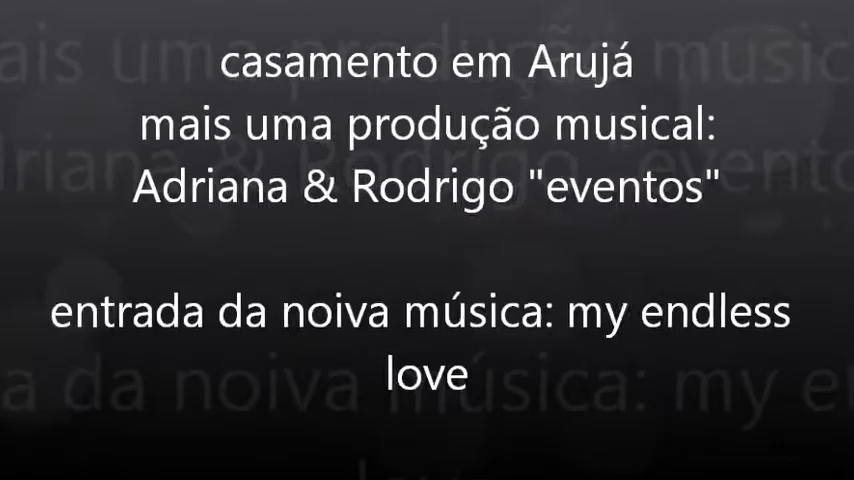 casamento em Arujá
mais uma produção musical:
Adriana & Rodrigo "eventos"
entrada da noiva música: my endless
love